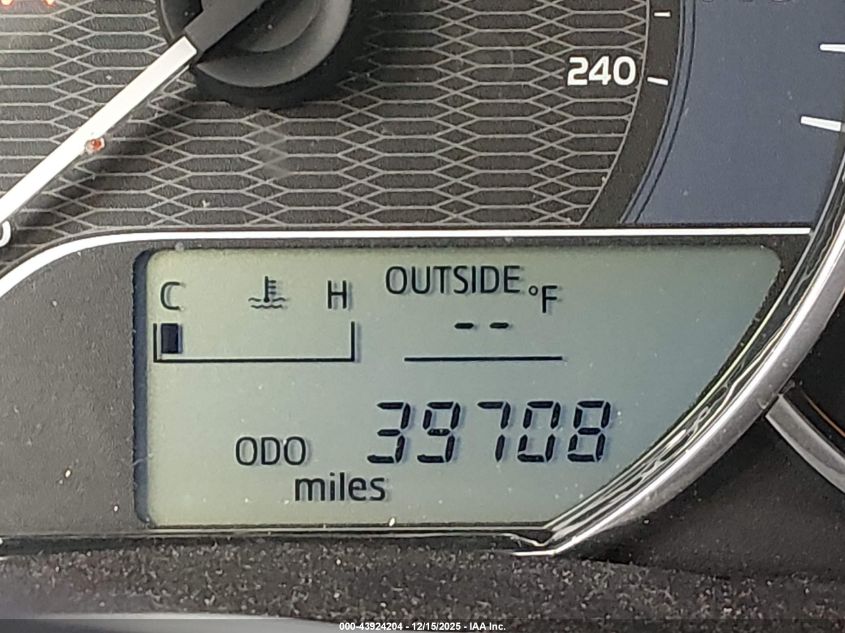 240
C H OUTSIDE °F
--
ODO 39708
miles
000-43924204 - 12/15/2025 - IAA Inc.